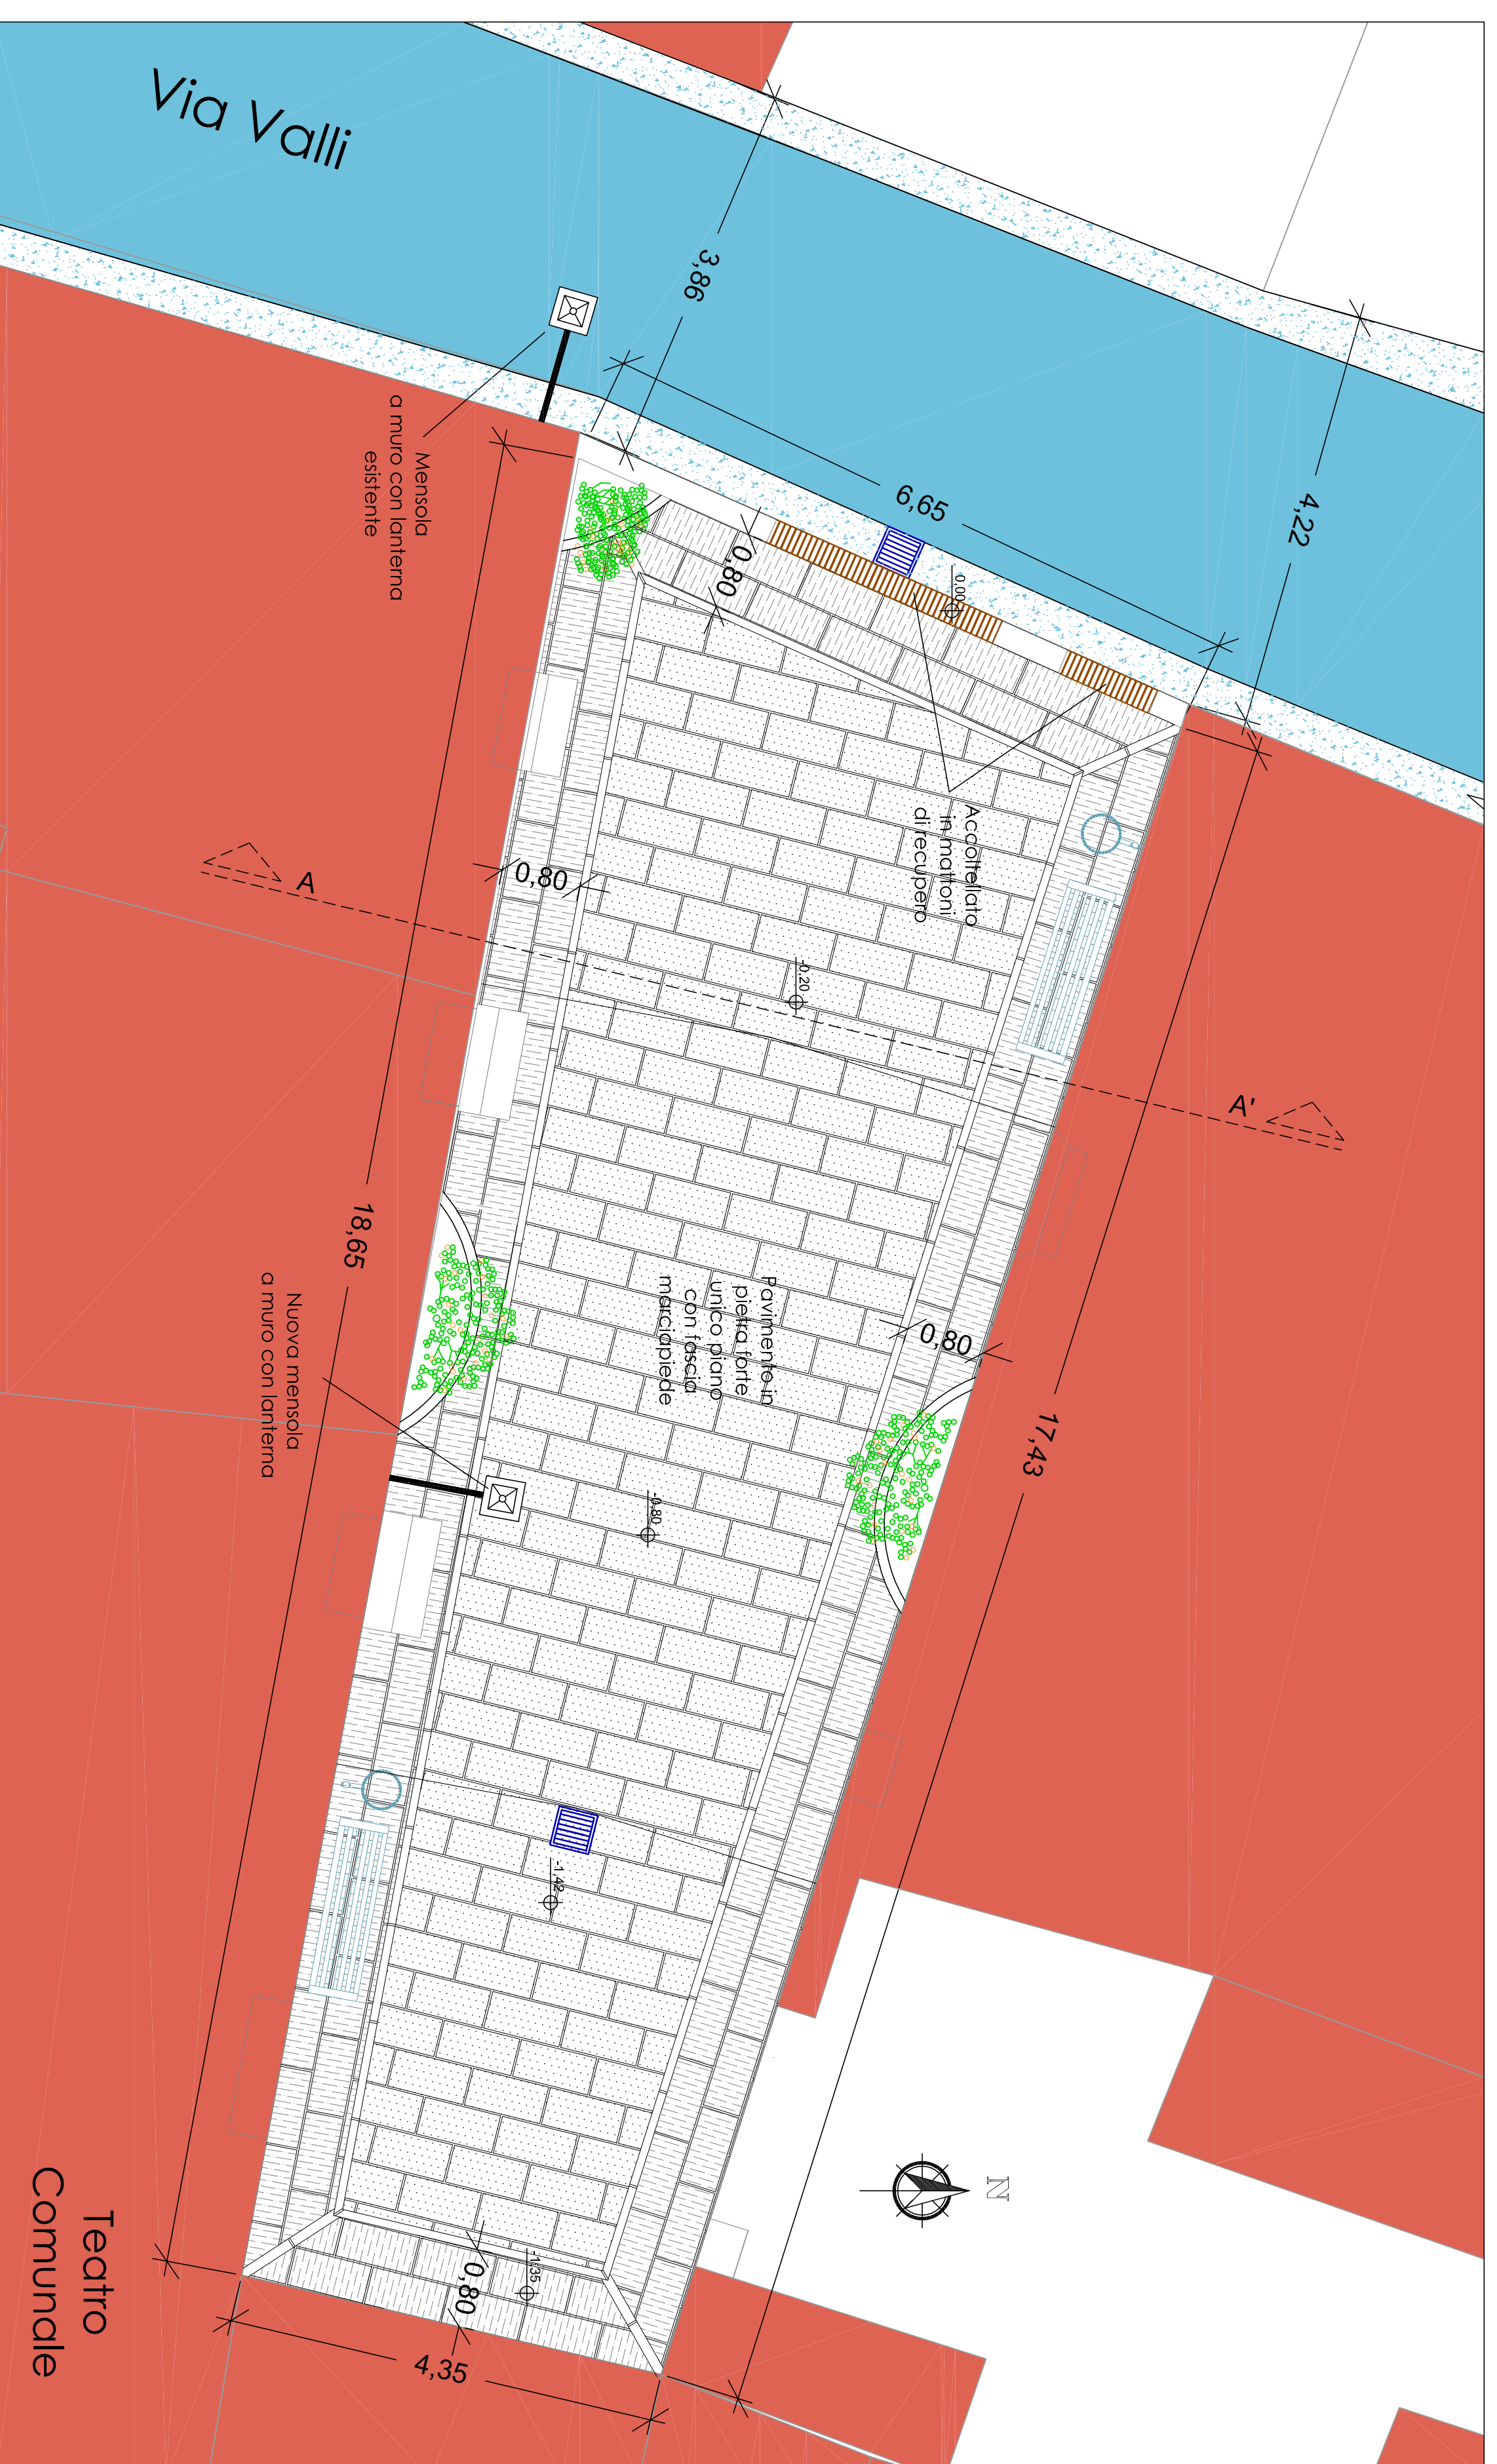 Via Valli
3,86
4,22
6,65
Mensola
a muro con lanterna
esistente
0,80
0,00
Accoltellato
in mattoni
di recupero
A
0,80
-0,20
A'
18,65
Pavimento in
pietra forte
unico piano
con fascia
marciapiede
0,80
Nuova mensola
a muro con lanterna
17,43
-0,80
-1,42
N
Teatro
Comunale
-1,35
0,80
4,35